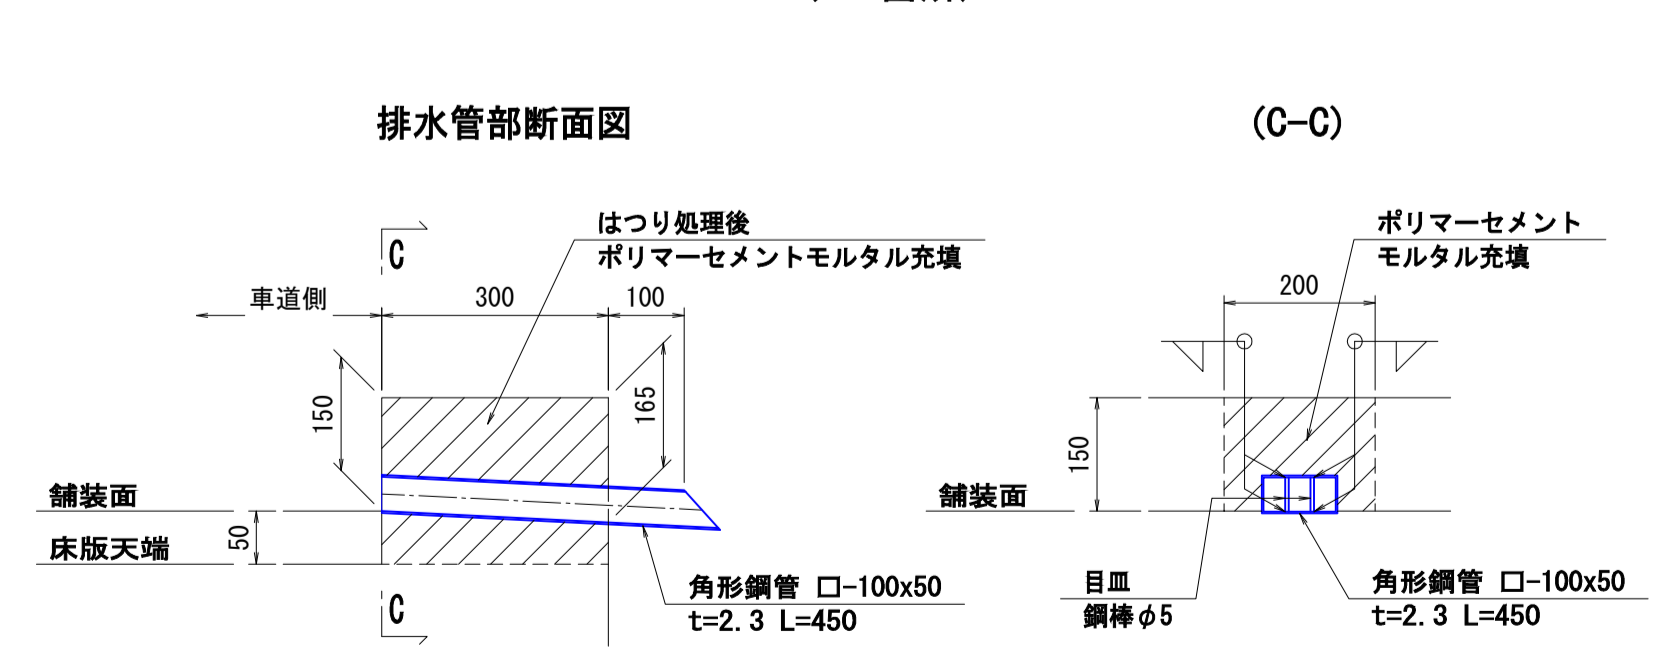 排水管部断面図
(C-C)
はつり処理後
ポリマーセメントモルタル充填
ポリマーセメント
モルタル充填
C
車道側
300
100
200
150
165
150
舗装面
50
床版天端
舗装面
角形鋼管 ロ-100x50
t=2.3 L=450
目皿
鋼棒φ5
角形鋼管 ロ-100x50
t=2.3 L=450
C